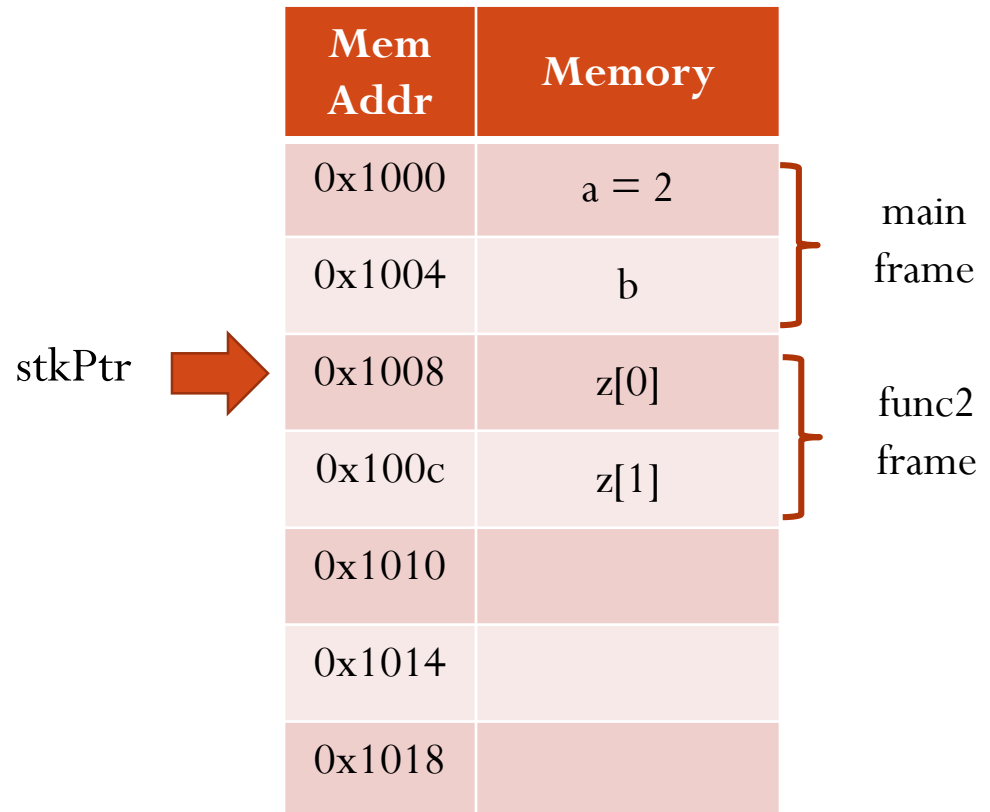 Mem
Addr
Memory
0x1000
a = 2
main
frame
0x1004
b
stkPtr
0x1008
z[0]
func2
frame
0x100c
z[1]
0x1010
0x1014
0x1018